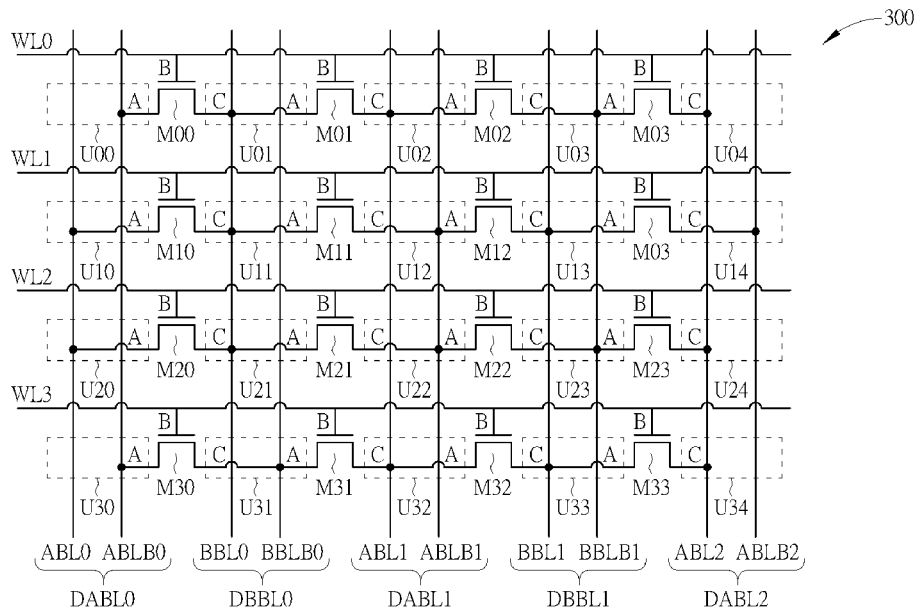 300
WL0
B B B B
A C A C A C A C
M00 M01 M02 M03
U00 U01 U02 U03 U04
WL1
B B B B
A C A C A C A C
M10 M11 M12 M03
U10 U11 U12 U13 U14
WL2
B B B B
A C A C A C A C
M20 M21 M22 M23
U20 U21 U22 U23 U24
WL3
B B B B
A C A C A C A C
M30 M31 M32 M33
U30 U31 U32 U33 U34
ABL0 ABLB0 BBL0 BBLB0 ABL1 ABLB1 BBL1 BBLB1 ABL2 ABLB2
DABL0 DBBL0 DABL1 DBBL1 DABL2